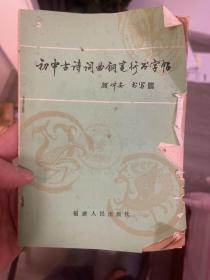 初中古诗词曲钢笔行书字帖
顾仲安 书写
福建人民出版社